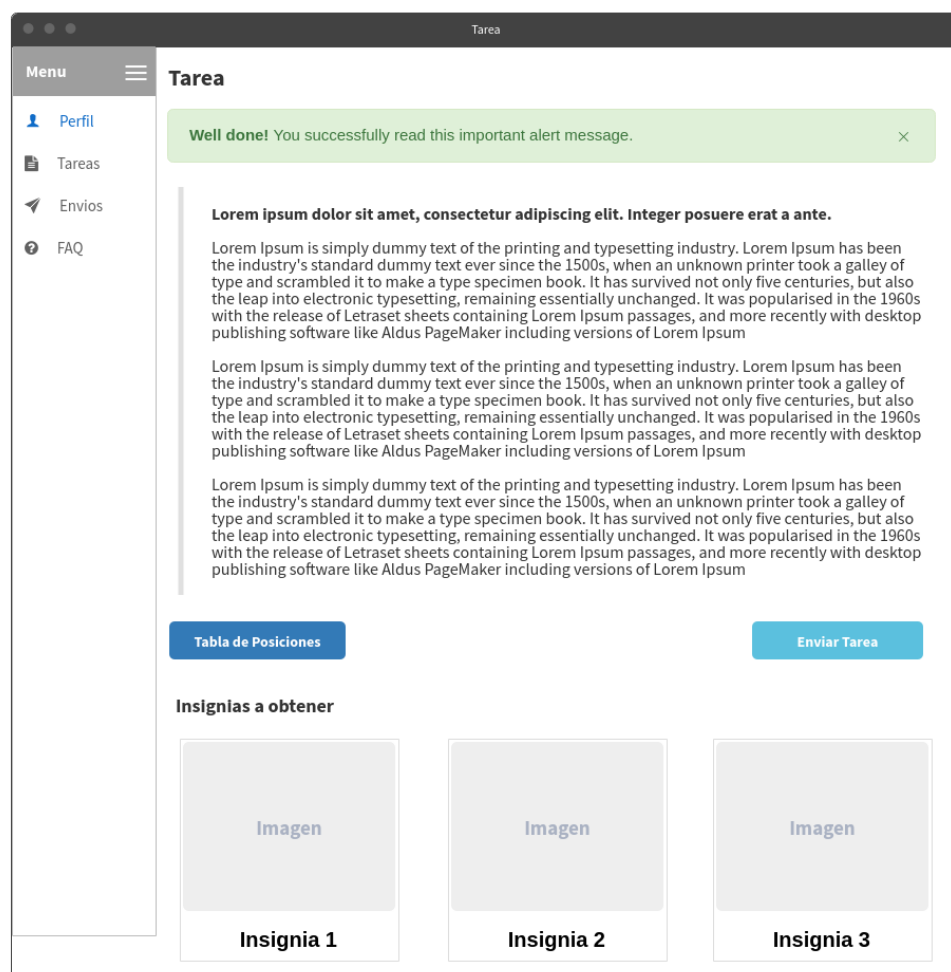 Tarea
Menu
Perfil
Tareas
Envios
FAQ
Tarea
Well done! You successfully read this important alert message.
Lorem ipsum dolor sit amet, consectetur adipiscing elit. Integer posuere erat a ante.
Lorem Ipsum is simply dummy text of the printing and typesetting industry. Lorem Ipsum has been
the industry's standard dummy text ever since the 1500s, when an unknown printer took a galley of
type and scrambled it to make a type specimen book. It has survived not only five centuries, but also
the leap into electronic typesetting, remaining essentially unchanged. It was popularised in the 1960s
with the release of Letraset sheets containing Lorem Ipsum passages, and more recently with desktop
publishing software like Aldus PageMaker including versions of Lorem Ipsum
Lorem Ipsum is simply dummy text of the printing and typesetting industry. Lorem Ipsum has been
the industry's standard dummy text ever since the 1500s, when an unknown printer took a galley of
type and scrambled it to make a type specimen book. It has survived not only five centuries, but also
the leap into electronic typesetting, remaining essentially unchanged. It was popularised in the 1960s
with the release of Letraset sheets containing Lorem Ipsum passages, and more recently with desktop
publishing software like Aldus PageMaker including versions of Lorem Ipsum
Lorem Ipsum is simply dummy text of the printing and typesetting industry. Lorem Ipsum has been
the industry's standard dummy text ever since the 1500s, when an unknown printer took a galley of
type and scrambled it to make a type specimen book. It has survived not only five centuries, but also
the leap into electronic typesetting, remaining essentially unchanged. It was popularised in the 1960s
with the release of Letraset sheets containing Lorem Ipsum passages, and more recently with desktop
publishing software like Aldus PageMaker including versions of Lorem Ipsum
Tabla de Posiciones
Enviar Tarea
Insignias a obtener
Imagen
Insignia 1
Imagen
Insignia 2
Imagen
Insignia 3